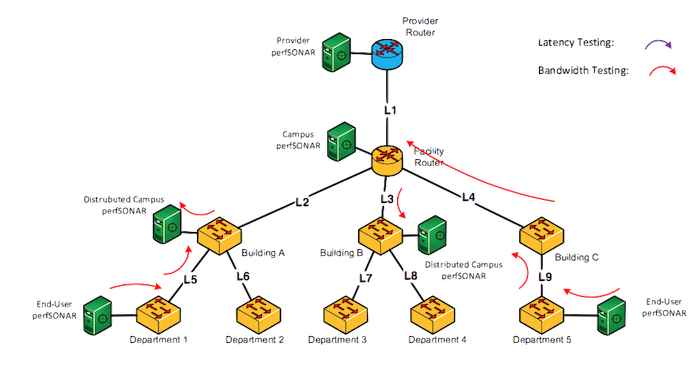 Provider
Router
Provider
perfSONAR
Latency Testing:
Bandwidth Testing:
L1
Campus
perfSONAR
Facility
Router
L2
L3
L4
Distrubuted Campus
perfSONAR
Building A
Building B
Distributed Campus
perfSONAR
Building C
L5
L6
L7
L8
L9
End-User
perfSONAR
End-User
perfSONAR
Department 1
Department 2
Department 3
Department 4
Department 5